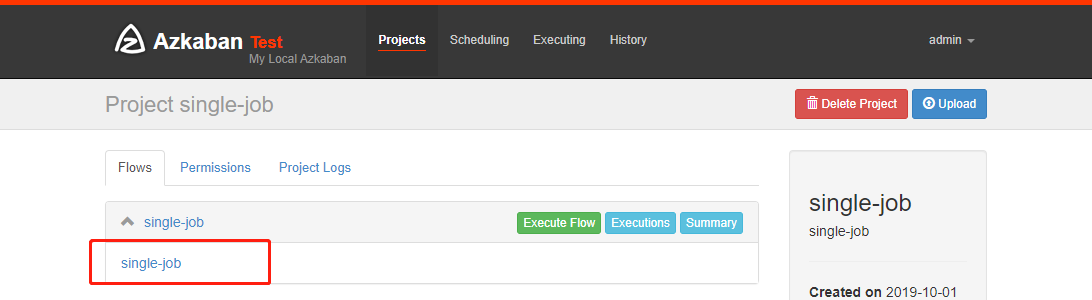 Azkaban Test
My Local Azkaban
Projects Scheduling Executing History admin
Project single-job
Delete Project Upload
Flows Permissions Project Logs
single-job
Execute Flow Executions Summary
single-job
single-job
single-job
Created on 2019-10-01